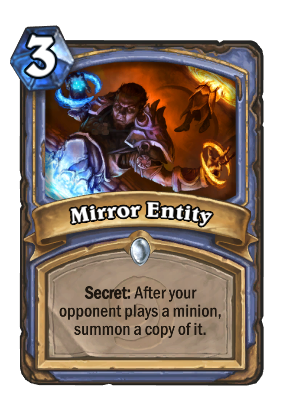 3
Mirror Entity
Secret: After your
opponent plays a minion,
summon a copy of it.